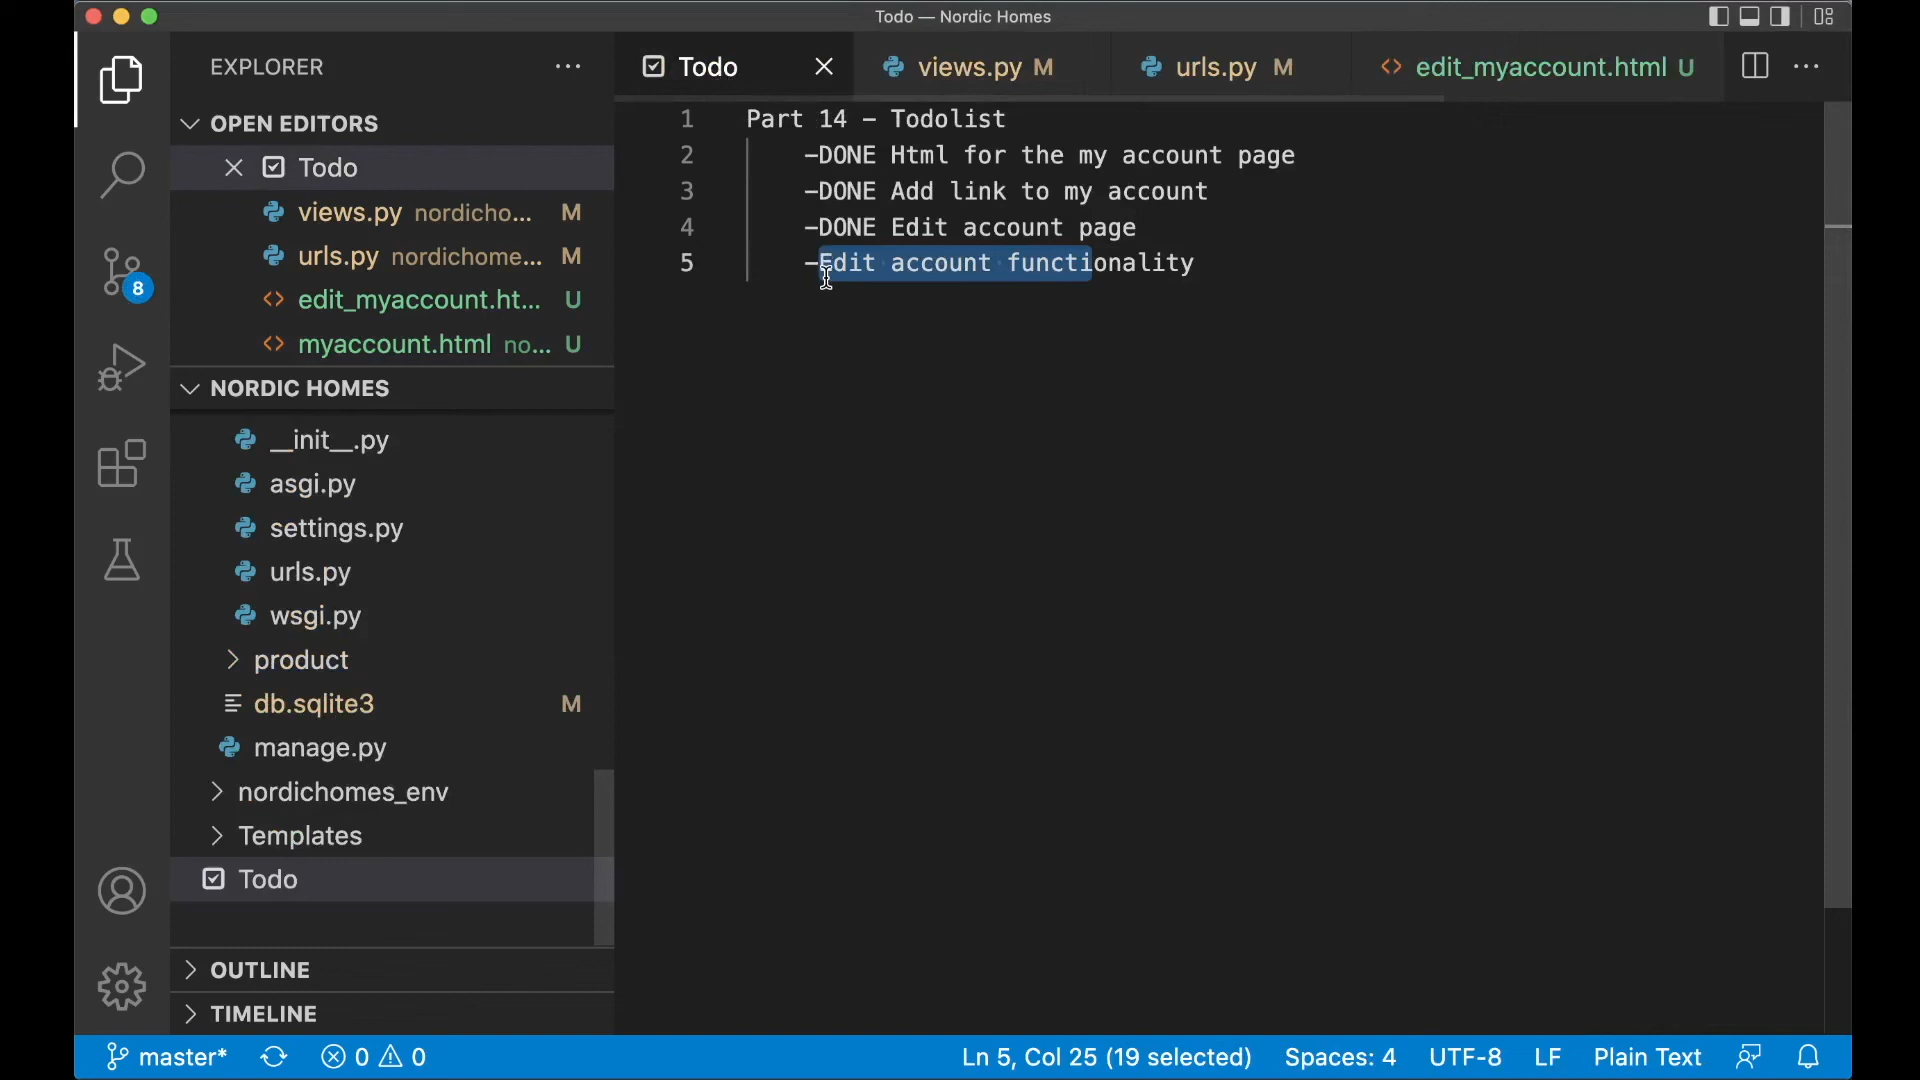 Todo — Nordic Homes
EXPLORER
OPEN EDITORS
Todo
views.py nordicho... M
urls.py nordichome... M
edit_myaccount.ht... U
myaccount.html no... U
NORDIC HOMES
__init__.py
asgi.py
settings.py
urls.py
wsgi.py
product
db.sqlite3 M
manage.py
nordichomes_env
Templates
Todo
OUTLINE
TIMELINE
8
Todo
views.py M
urls.py M
edit_myaccount.html U
1 Part 14 - Todolist
2 -DONE Html for the my account page
3 -DONE Add link to my account
4 -DONE Edit account page
5 -Edit account functionality
master* 0 0
Ln 5, Col 25 (19 selected) Spaces: 4 UTF-8 LF Plain Text